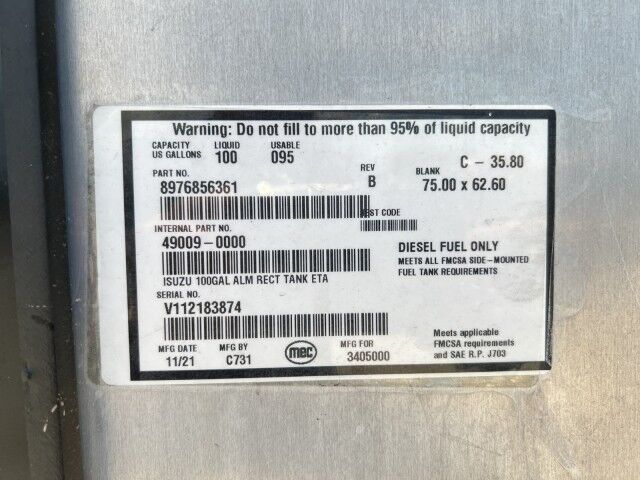 Warning: Do not fill to more than 95% of liquid capacity
CAPACITY LIQUID USABLE
US GALLONS 100 095
C - 35.80
PART NO. REV BLANK
8976856361 B 75.00 x 62.60
TEST CODE
INTERNAL PART NO.
49009-0000
DIESEL FUEL ONLY
MEETS ALL FMCSA SIDE-MOUNTED
FUEL TANK REQUIREMENTS
ISUZU 100GAL ALM RECT TANK ETA
SERIAL NO.
V112183874
MFG DATE MFG BY mec MFG FOR
11/21 C731 3405000
Meets applicable
FMCSA requirements
and SAE R.P. J703